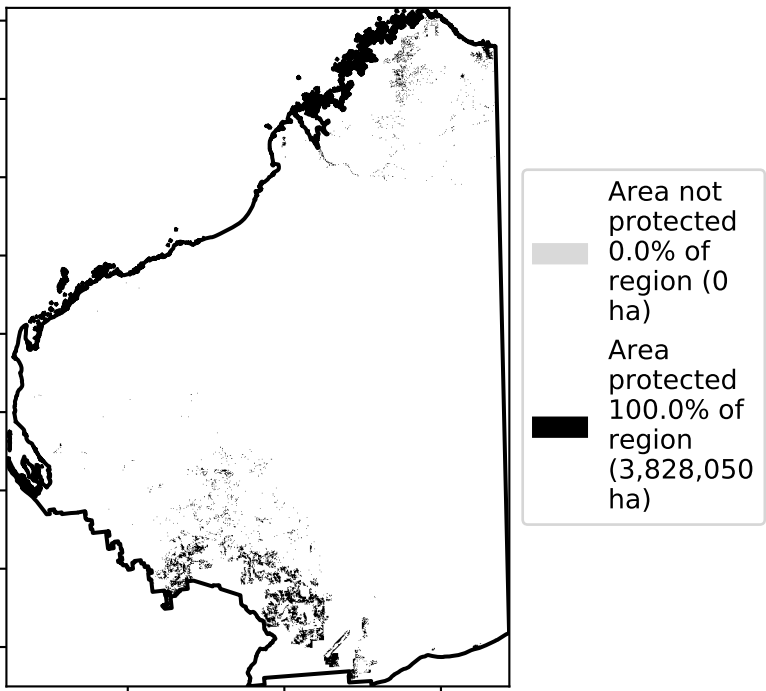 Area not
protected
0.0% of
region (0
ha)
Area
protected
100.0% of
region
(3,828,050
ha)